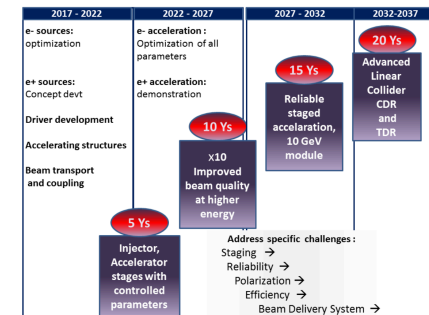 2017 - 2022
2022 - 2027
2027 - 2032
2032-2037
e- sources:
optimization
e+ sources:
Concept devt
Driver development
Accelerating structures
Beam transport
and coupling
e- acceleration :
Optimization of all
parameters
e+ acceleration:
demonstration
5 Ys
Injector,
Accelerator
stages with
controlled
parameters
10 Ys
x10
Improved
beam quality
at higher
energy
15 Ys
Reliable
staged
accelaration,
10 GeV
module
20 Ys
Advanced
Linear
Collider
CDR
and
TDR
Address specific challenges :
Staging →
Reliability →
Polarization →
Efficiency →
Beam Delivery System →